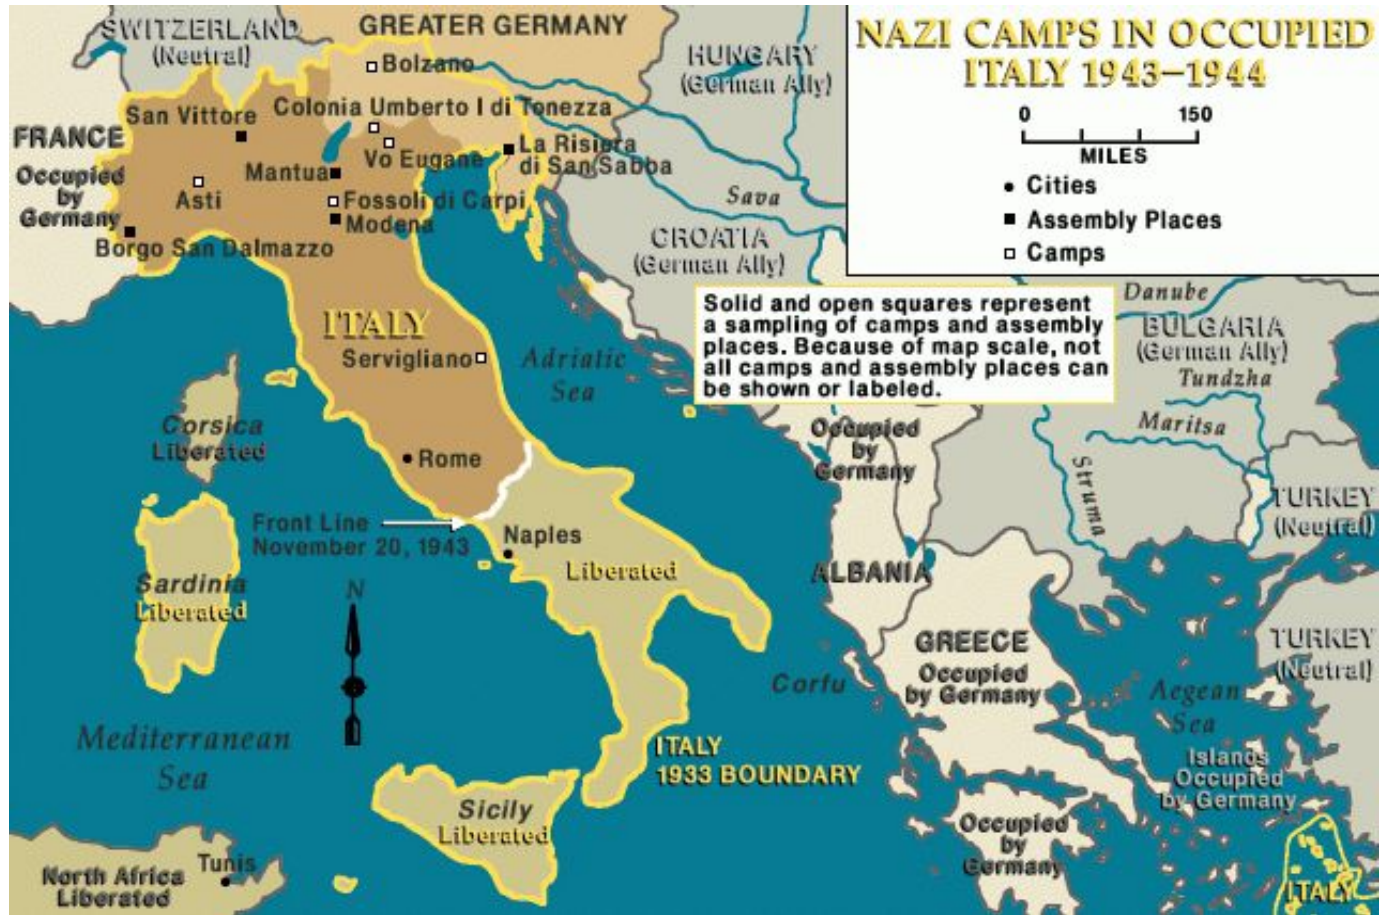 NAZI CAMPS IN OCCUPIED
ITALY 1943–1944
0 150
MILES
Cities
Assembly Places
Camps
Solid and open squares represent
a sampling of camps and assembly
places. Because of map scale, not
all camps and assembly places can
be shown or labeled.
SWITZERLAND
(Neutral)
GREATER GERMANY
HUNGARY
(German Ally)
Bolzano
San Vittore
Colonia Umberto I di Tonezza
FRANCE
Occupied
by
Germany
Vo Eugane
La Risiera
di San Sabba
Mantua
Asti
Fossoli di Carpi
Modena
Borgo San Dalmazzo
Sava
CROATIA
(German Ally)
Danube
BULGARIA
(German Ally)
Tundzha
Maritsa
Struma
ITALY
Servigliano
Adriatic
Sea
Corsica
Liberated
Rome
Occupied
by
Germany
TURKEY
(Neutral)
Front Line
November 20, 1943
Naples
Liberated
Sardinia
Liberated
N
ALBANIA
GREECE
Occupied
by Germany
TURKEY
(Neutral)
Corfu
Aegean
Sea
Mediterranean
Sea
ITALY
1933 BOUNDARY
Islands
Occupied
by Germany
Sicily
Liberated
Occupied
by
Germany
Tunis
North Africa
Liberated
ITALY